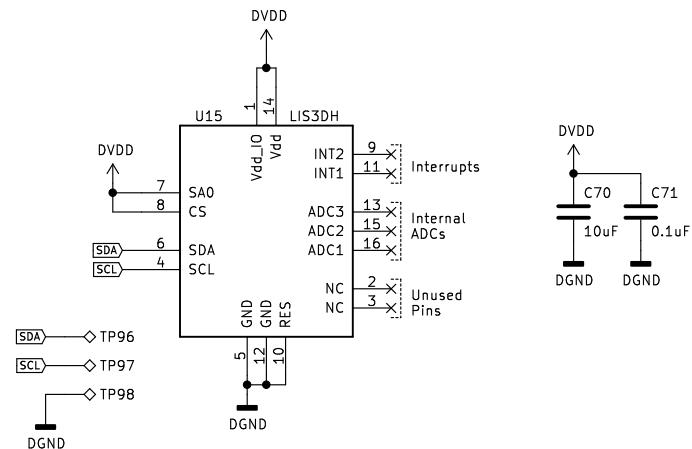 DVDD
U15 LIS3DH
1 14
Vdd_IO Vdd
DVDD
7 SA0
8 CS
6 SDA
4 SCL
SDA
SCL
INT2 9
INT1 11
Interrupts
ADC3 13
ADC2 15
ADC1 16
Internal
ADCs
NC 2
NC 3
Unused
Pins
GND GND RES
5 12 10
DGND
SDA TP96
SCL TP97
TP98
DGND
DVDD
C70 C71
10uF 0.1uF
DGND DGND